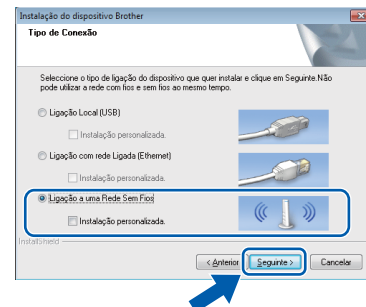 Instalação do dispositivo Brother
Tipo de Conexão
Seleccione o tipo de ligação do dispositivo que quer instalar e clique em Seguinte.Não
pode utilizar a rede com fios e sem fios ao mesmo tempo.
Ligação Local (USB)
Instalação personalizada.
Ligação com rede Ligada (Ethernet)
Instalação personalizada.
Ligação a uma Rede Sem Fios
Instalação personalizada.
InstallShield
< Anterior
Seguinte >
Cancelar